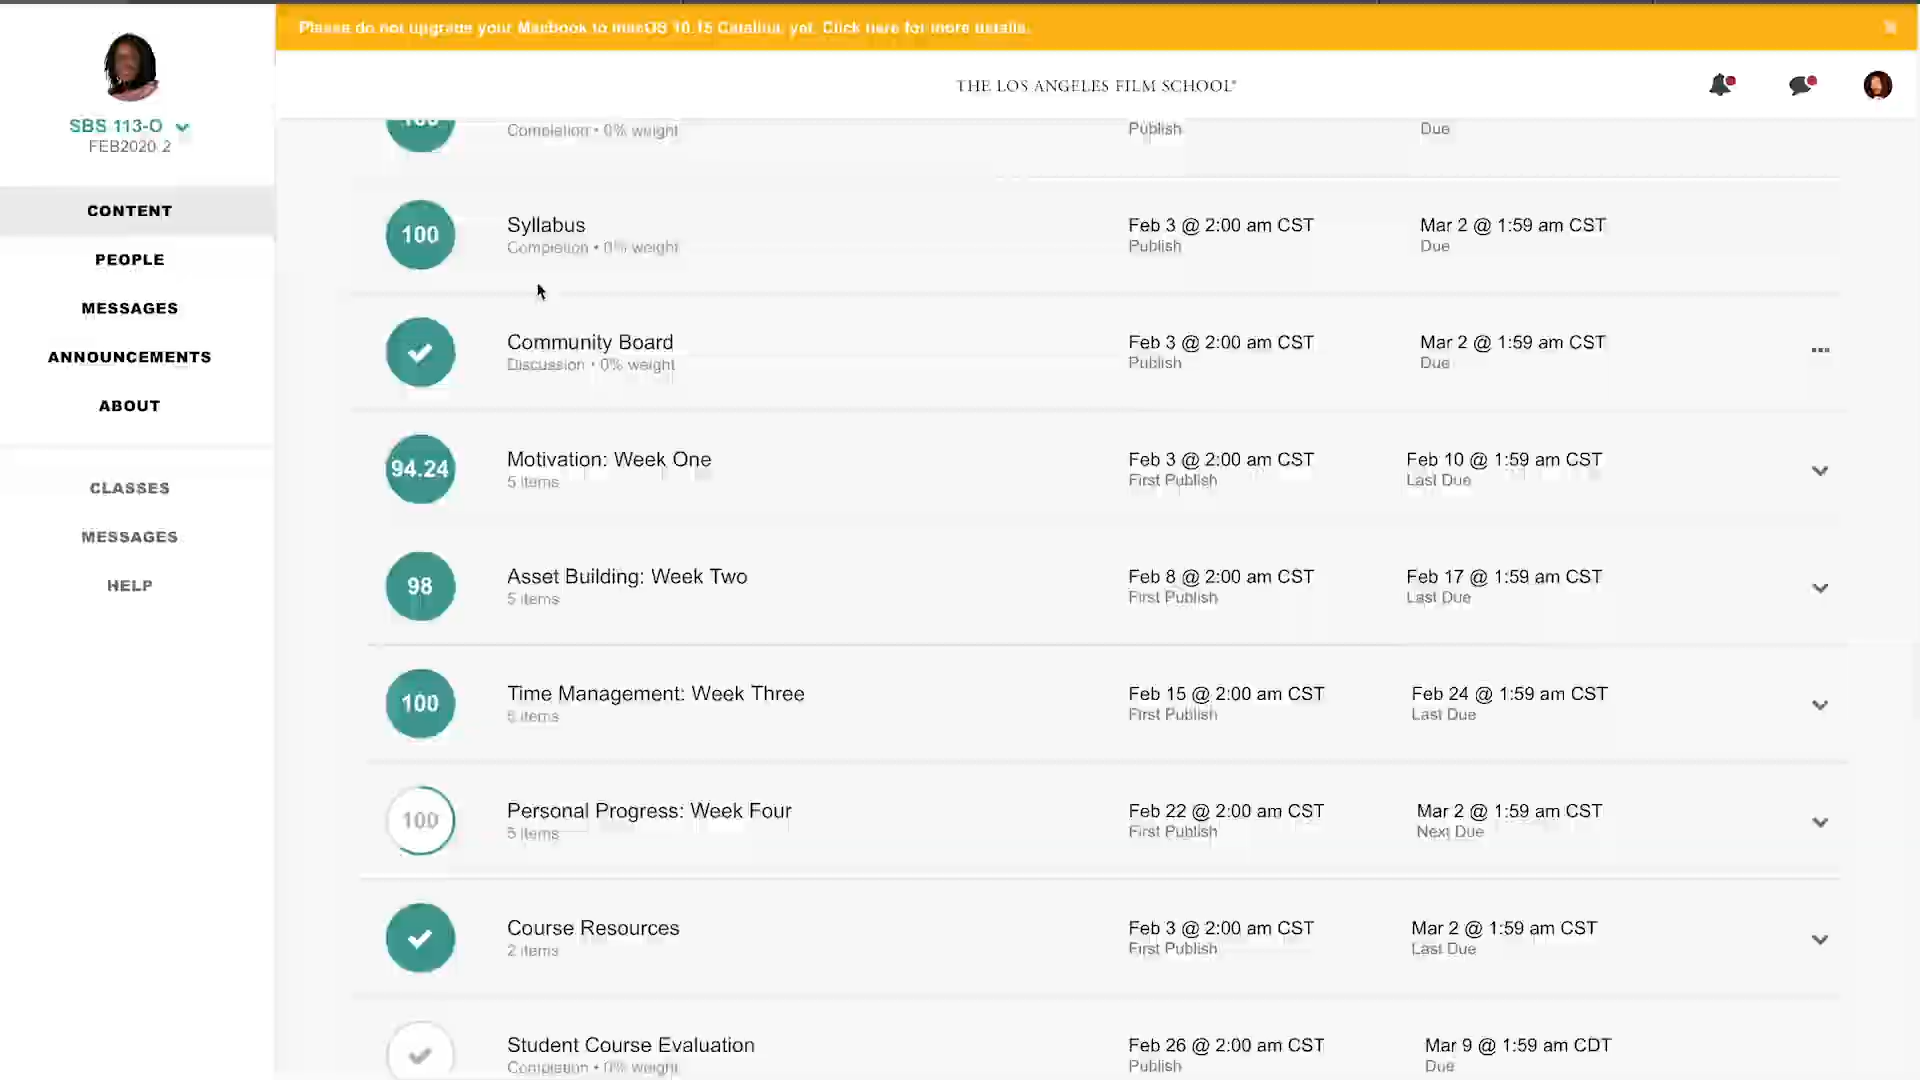 Please do not upgrade your Macbook to macOS 10.15 Catalina, yet. Click here for more details.
THE LOS ANGELES FILM SCHOOL®
SBS 113-O
FEB2020 2
CONTENT
PEOPLE
MESSAGES
ANNOUNCEMENTS
ABOUT
CLASSES
MESSAGES
HELP
100 Completion • 0% weight Publish Due
100 Syllabus Feb 3 @ 2:00 am CST Mar 2 @ 1:59 am CST
Completion • 0% weight Publish Due
Community Board Feb 3 @ 2:00 am CST Mar 2 @ 1:59 am CST
Discussion • 0% weight Publish Due
94.24 Motivation: Week One Feb 3 @ 2:00 am CST Feb 10 @ 1:59 am CST
5 items First Publish Last Due
98 Asset Building: Week Two Feb 8 @ 2:00 am CST Feb 17 @ 1:59 am CST
5 items First Publish Last Due
100 Time Management: Week Three Feb 15 @ 2:00 am CST Feb 24 @ 1:59 am CST
5 items First Publish Last Due
100 Personal Progress: Week Four Feb 22 @ 2:00 am CST Mar 2 @ 1:59 am CST
5 items First Publish Next Due
Course Resources Feb 3 @ 2:00 am CST Mar 2 @ 1:59 am CST
2 items First Publish Last Due
Student Course Evaluation Feb 26 @ 2:00 am CST Mar 9 @ 1:59 am CDT
Completion • 0% weight Publish Due